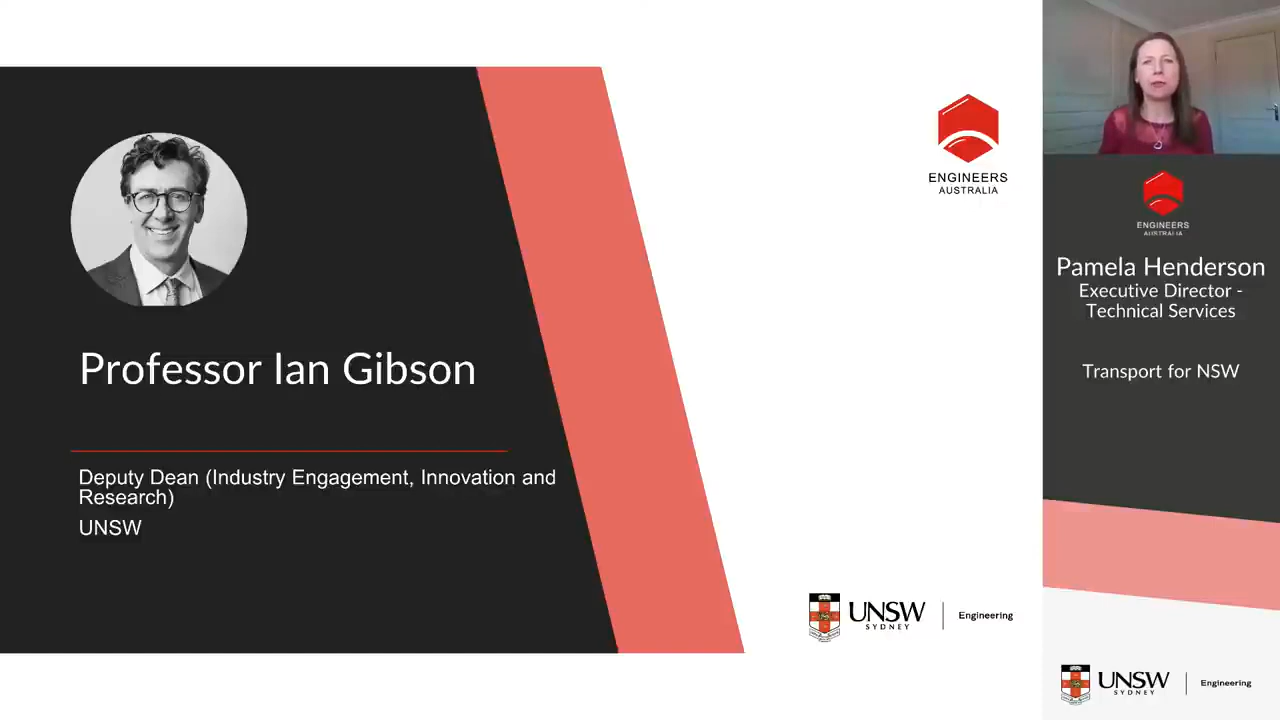 Professor Ian Gibson
Deputy Dean (Industry Engagement, Innovation and
Research)
UNSW
ENGINEERS
AUSTRALIA
UNSW
SYDNEY
Engineering
ENGINEERS
AUSTRALIA
Pamela Henderson
Executive Director -
Technical Services
Transport for NSW
UNSW
SYDNEY
Engineering